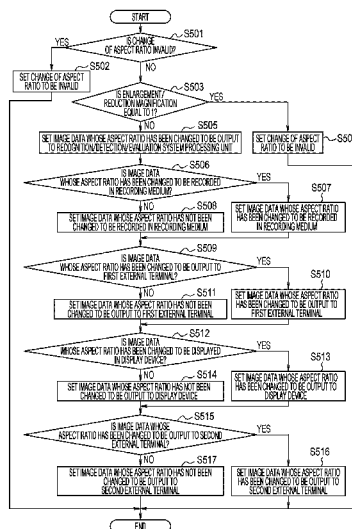 START
S501
IS CHANGE
OF ASPECT RATIO INVALID?
YES
S502
NO
SET CHANGE OF ASPECT
RATIO TO BE INVALID
S503
IS ENLARGEMENT/
REDUCTION MAGNIFICATION
EQUAL TO 1?
YES
NO
S505
SET IMAGE DATA WHOSE ASPECT RATIO HAS BEEN CHANGED TO BE OUTPUT
TO RECOGNITION/DETECTION/EVALUATION SYSTEM PROCESSING UNIT
SET CHANGE OF ASPECT
RATIO TO BE INVALID
S506
IS IMAGE DATA
WHOSE ASPECT RATIO HAS BEEN CHANGED TO BE RECORDED
IN RECORDING MEDIUM?
YES
S507
NO
S508
SET IMAGE DATA WHOSE ASPECT RATIO HAS NOT BEEN
CHANGED TO BE RECORDED IN RECORDING MEDIUM
SET IMAGE DATA WHOSE ASPECT RATIO
HAS BEEN CHANGED TO BE RECORDED IN
RECORDING MEDIUM
S509
IS IMAGE DATA
WHOSE ASPECT RATIO HAS BEEN CHANGED TO BE OUTPUT TO
FIRST EXTERNAL TERMINAL?
YES
S510
NO
S511
SET IMAGE DATA WHOSE ASPECT RATIO HAS NOT BEEN
CHANGED TO BE OUTPUT TO FIRST EXTERNAL TERMINAL
SET IMAGE DATA WHOSE ASPECT RATIO
HAS BEEN CHANGED TO BE OUTPUT TO
FIRST EXTERNAL TERMINAL
S512
IS IMAGE DATA
WHOSE ASPECT RATIO HAS BEEN CHANGED TO BE DISPLAYED
IN DISPLAY DEVICE?
YES
S513
NO
S514
SET IMAGE DATA WHOSE ASPECT RATIO HAS NOT BEEN
CHANGED TO BE OUTPUT TO DISPLAY DEVICE
SET IMAGE DATA WHOSE ASPECT RATIO
HAS BEEN CHANGED TO BE OUTPUT TO
DISPLAY DEVICE
S515
IS IMAGE DATA WHOSE
ASPECT RATIO HAS BEEN CHANGED TO BE OUTPUT TO SECOND
EXTERNAL TERMINAL?
YES
S516
NO
S517
SET IMAGE DATA WHOSE ASPECT RATIO HAS NOT BEEN
CHANGED TO BE OUTPUT TO
SECOND EXTERNAL TERMINAL
SET IMAGE DATA WHOSE ASPECT RATIO
HAS BEEN CHANGED TO BE OUTPUT TO
SECOND EXTERNAL TERMINAL
END